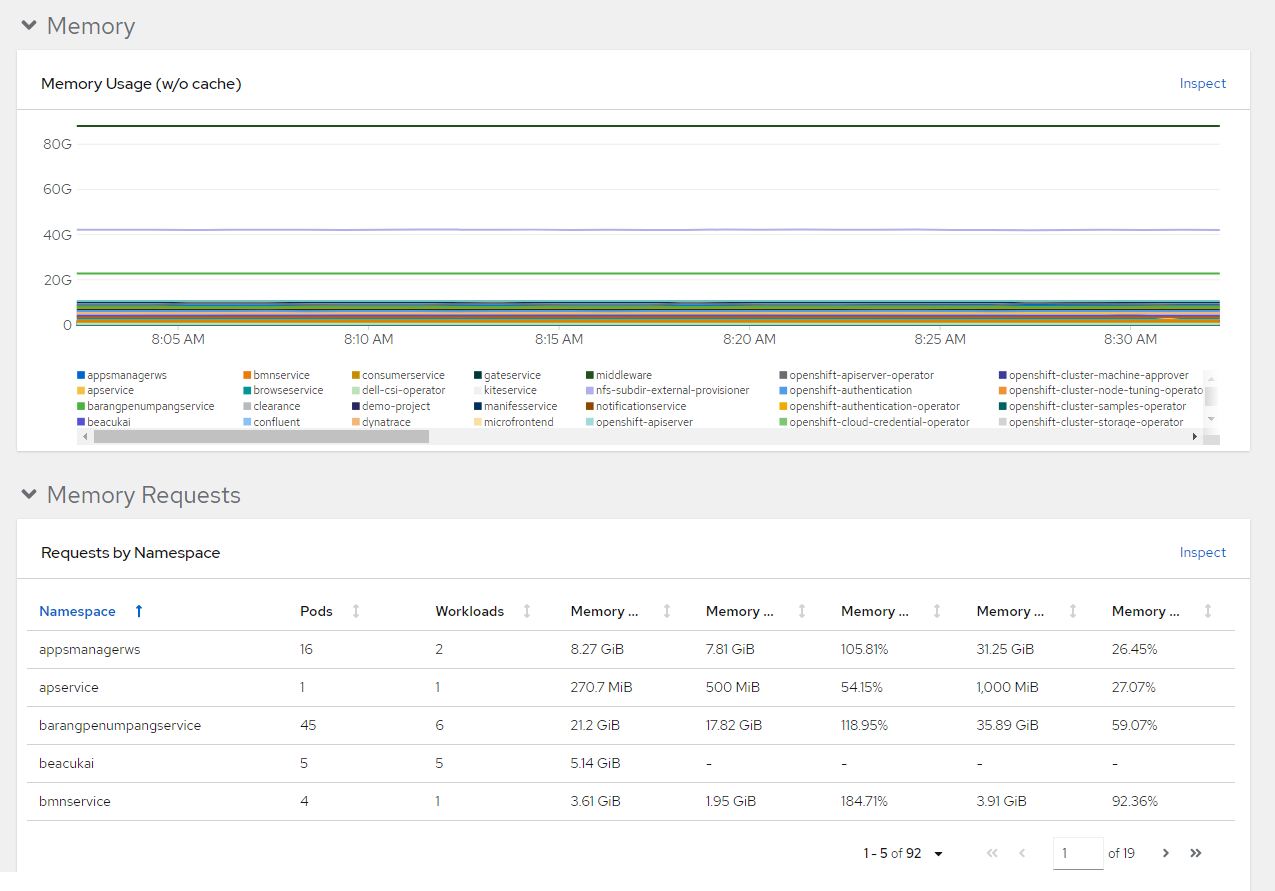 Memory
Memory Usage (w/o cache) Inspect
80G
60G
40G
20G
0
8:05 AM 8:10 AM 8:15 AM 8:20 AM 8:25 AM 8:30 AM
appsmanagerws bmnservice consumerservice gateservice middleware openshift-apiserver-operator openshift-cluster-machine-approver
apservice browseservice dell-csi-operator kiteservice nfs-subdir-external-provisioner openshift-authentication openshift-cluster-node-tuning-operato
barangpenumpangservice clearance demo-project manifesservice notificationservice openshift-authentication-operator openshift-cluster-samples-operator
beacukai confluent dynatrace microfrontend openshift-apiserver openshift-cloud-credential-operator openshift-cluster-storage-operator
Memory Requests
Requests by Namespace Inspect
Namespace Pods Workloads Memory ... Memory ... Memory ... Memory ... Memory ...
appsmanagerws 16 2 8.27 GiB 7.81 GiB 105.81% 31.25 GiB 26.45%
apservice 1 1 270.7 MiB 500 MiB 54.15% 1,000 MiB 27.07%
barangpenumpangservice 45 6 21.2 GiB 17.82 GiB 118.95% 35.89 GiB 59.07%
beacukai 5 5 5.14 GiB - - - -
bmnservice 4 1 3.61 GiB 1.95 GiB 184.71% 3.91 GiB 92.36%
1 - 5 of 92 1 of 19